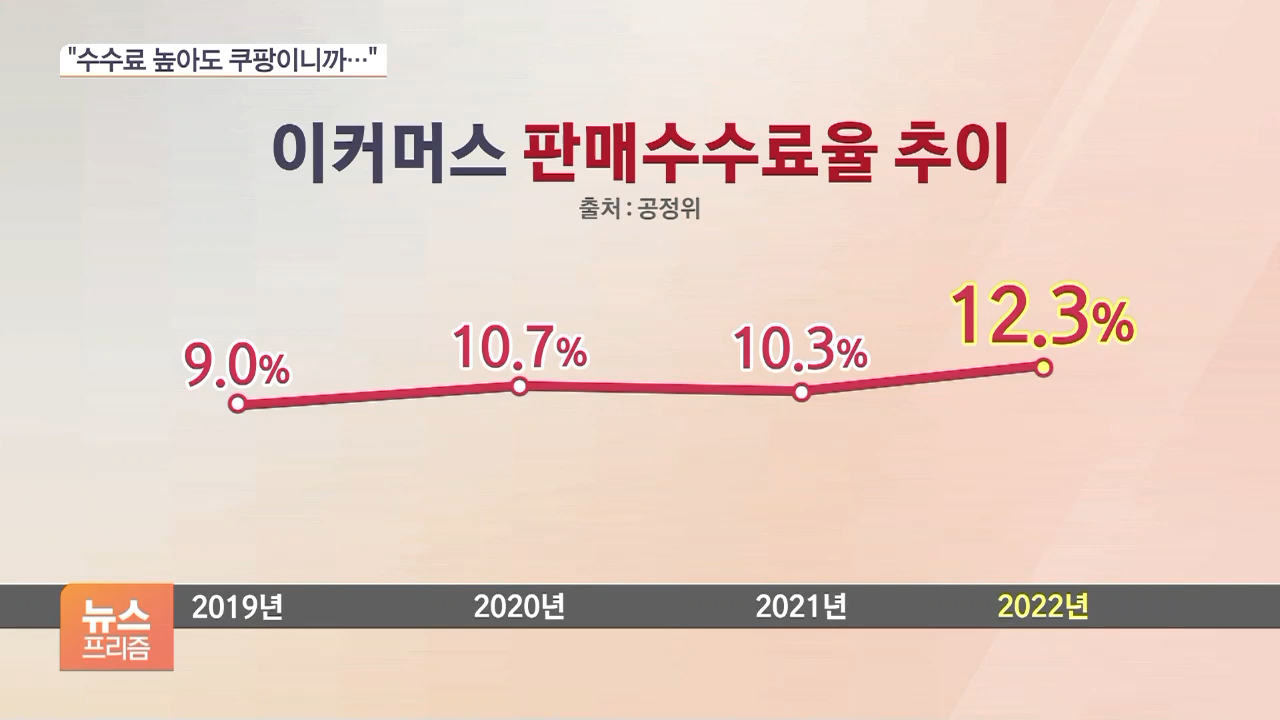 "수수료 높아도 쿠팡이니까…"
이커머스 판매수수료율 추이
출처 : 공정위
9.0% 10.7% 10.3% 12.3%
2019년 2020년 2021년 2022년
뉴스
프리즘